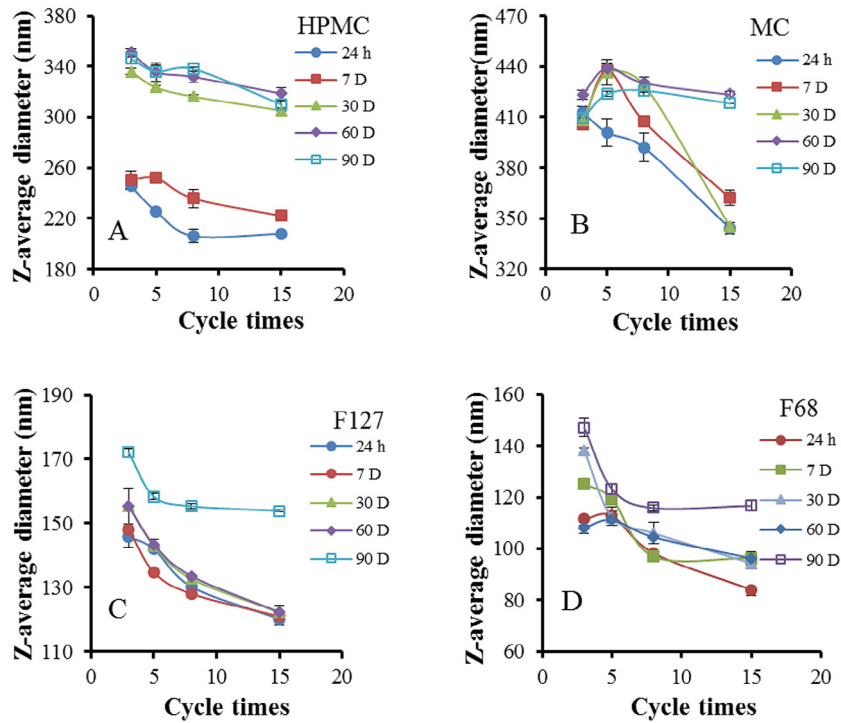 HPMC
24 h
7 D
30 D
60 D
90 D
A
Z-average diameter (nm)
380
340
300
260
220
180
0 5 10 15 20
Cycle times
MC
24 h
7 D
30 D
60 D
90 D
B
Z-average diameter(nm)
470
440
410
380
350
320
0 5 10 15 20
Cycle times
F127
24 h
7 D
30 D
60 D
90 D
C
Z-average diameter (nm)
190
170
150
130
110
0 5 10 15 20
Cycle times
F68
24 h
7 D
30 D
60 D
90 D
D
Z-average diameter (nm)
160
140
120
100
80
60
0 5 10 15 20
Cycle times